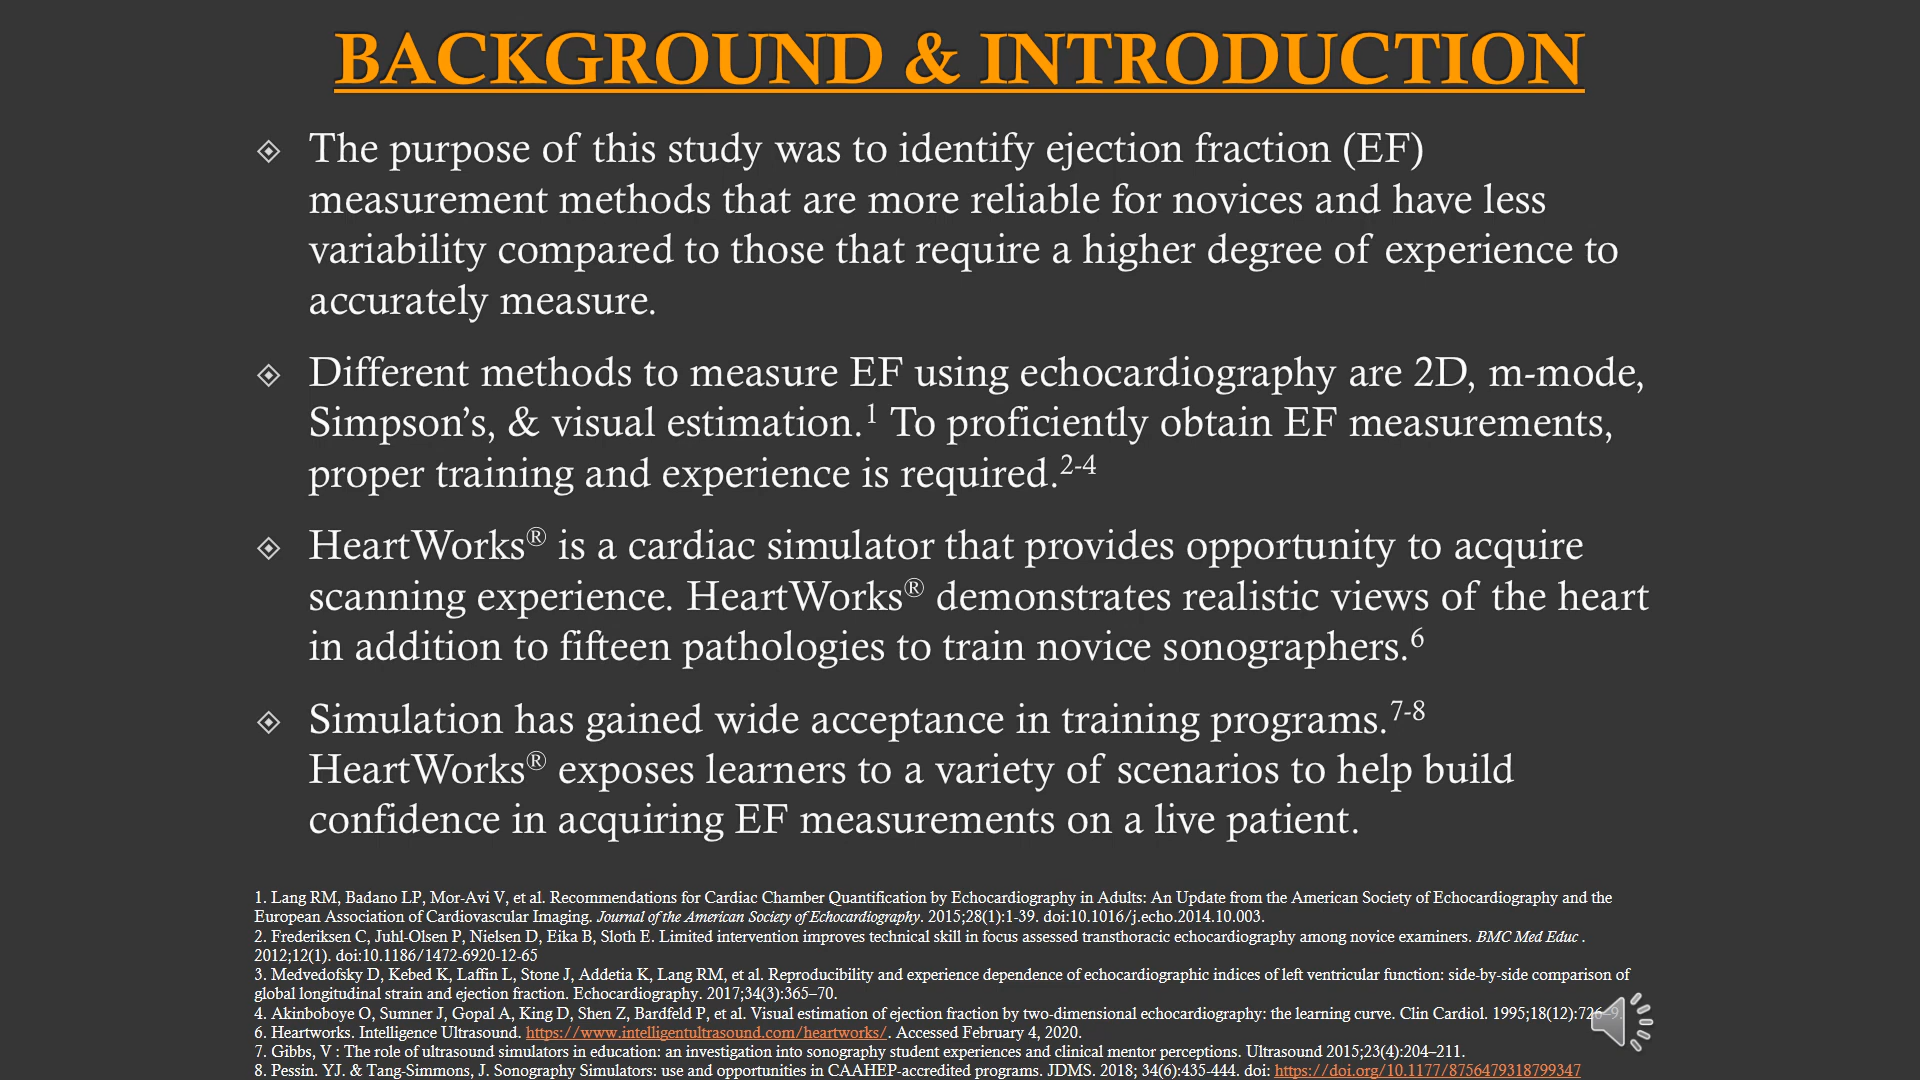 BACKGROUND & INTRODUCTION
The purpose of this study was to identify ejection fraction (EF)
measurement methods that are more reliable for novices and have less
variability compared to those that require a higher degree of experience to
accurately measure.
Different methods to measure EF using echocardiography are 2D, m-mode,
Simpson’s, & visual estimation.1 To proficiently obtain EF measurements,
proper training and experience is required.2-4
HeartWorks® is a cardiac simulator that provides opportunity to acquire
scanning experience. HeartWorks® demonstrates realistic views of the heart
in addition to fifteen pathologies to train novice sonographers.6
Simulation has gained wide acceptance in training programs.7-8
HeartWorks® exposes learners to a variety of scenarios to help build
confidence in acquiring EF measurements on a live patient.
1. Lang RM, Badano LP, Mor-Avi V, et al. Recommendations for Cardiac Chamber Quantification by Echocardiography in Adults: An Update from the American Society of Echocardiography and the
European Association of Cardiovascular Imaging. Journal of the American Society of Echocardiography. 2015;28(1):1-39. doi:10.1016/j.echo.2014.10.003.
2. Frederiksen C, Juhl-Olsen P, Nielsen D, Eika B, Sloth E. Limited intervention improves technical skill in focus assessed transthoracic echocardiography among novice examiners. BMC Med Educ .
2012;12(1). doi:10.1186/1472-6920-12-65
3. Medvedofsky D, Kebed K, Laffin L, Stone J, Addetia K, Lang RM, et al. Reproducibility and experience dependence of echocardiographic indices of left ventricular function: side-by-side comparison of
global longitudinal strain and ejection fraction. Echocardiography. 2017;34(3):365–70.
4. Akinboboye O, Sumner J, Gopal A, King D, Shen Z, Bardfeld P, et al. Visual estimation of ejection fraction by two-dimensional echocardiography: the learning curve. Clin Cardiol. 1995;18(12):726–9.
6. Heartworks. Intelligence Ultrasound. https://www.intelligentultrasound.com/heartworks/. Accessed February 4, 2020.
7. Gibbs, V : The role of ultrasound simulators in education: an investigation into sonography student experiences and clinical mentor perceptions. Ultrasound 2015;23(4):204–211.
8. Pessin. YJ. & Tang-Simmons, J. Sonography Simulators: use and opportunities in CAAHEP-accredited programs. JDMS. 2018; 34(6):435-444. doi: https://doi.org/10.1177/8756479318799347